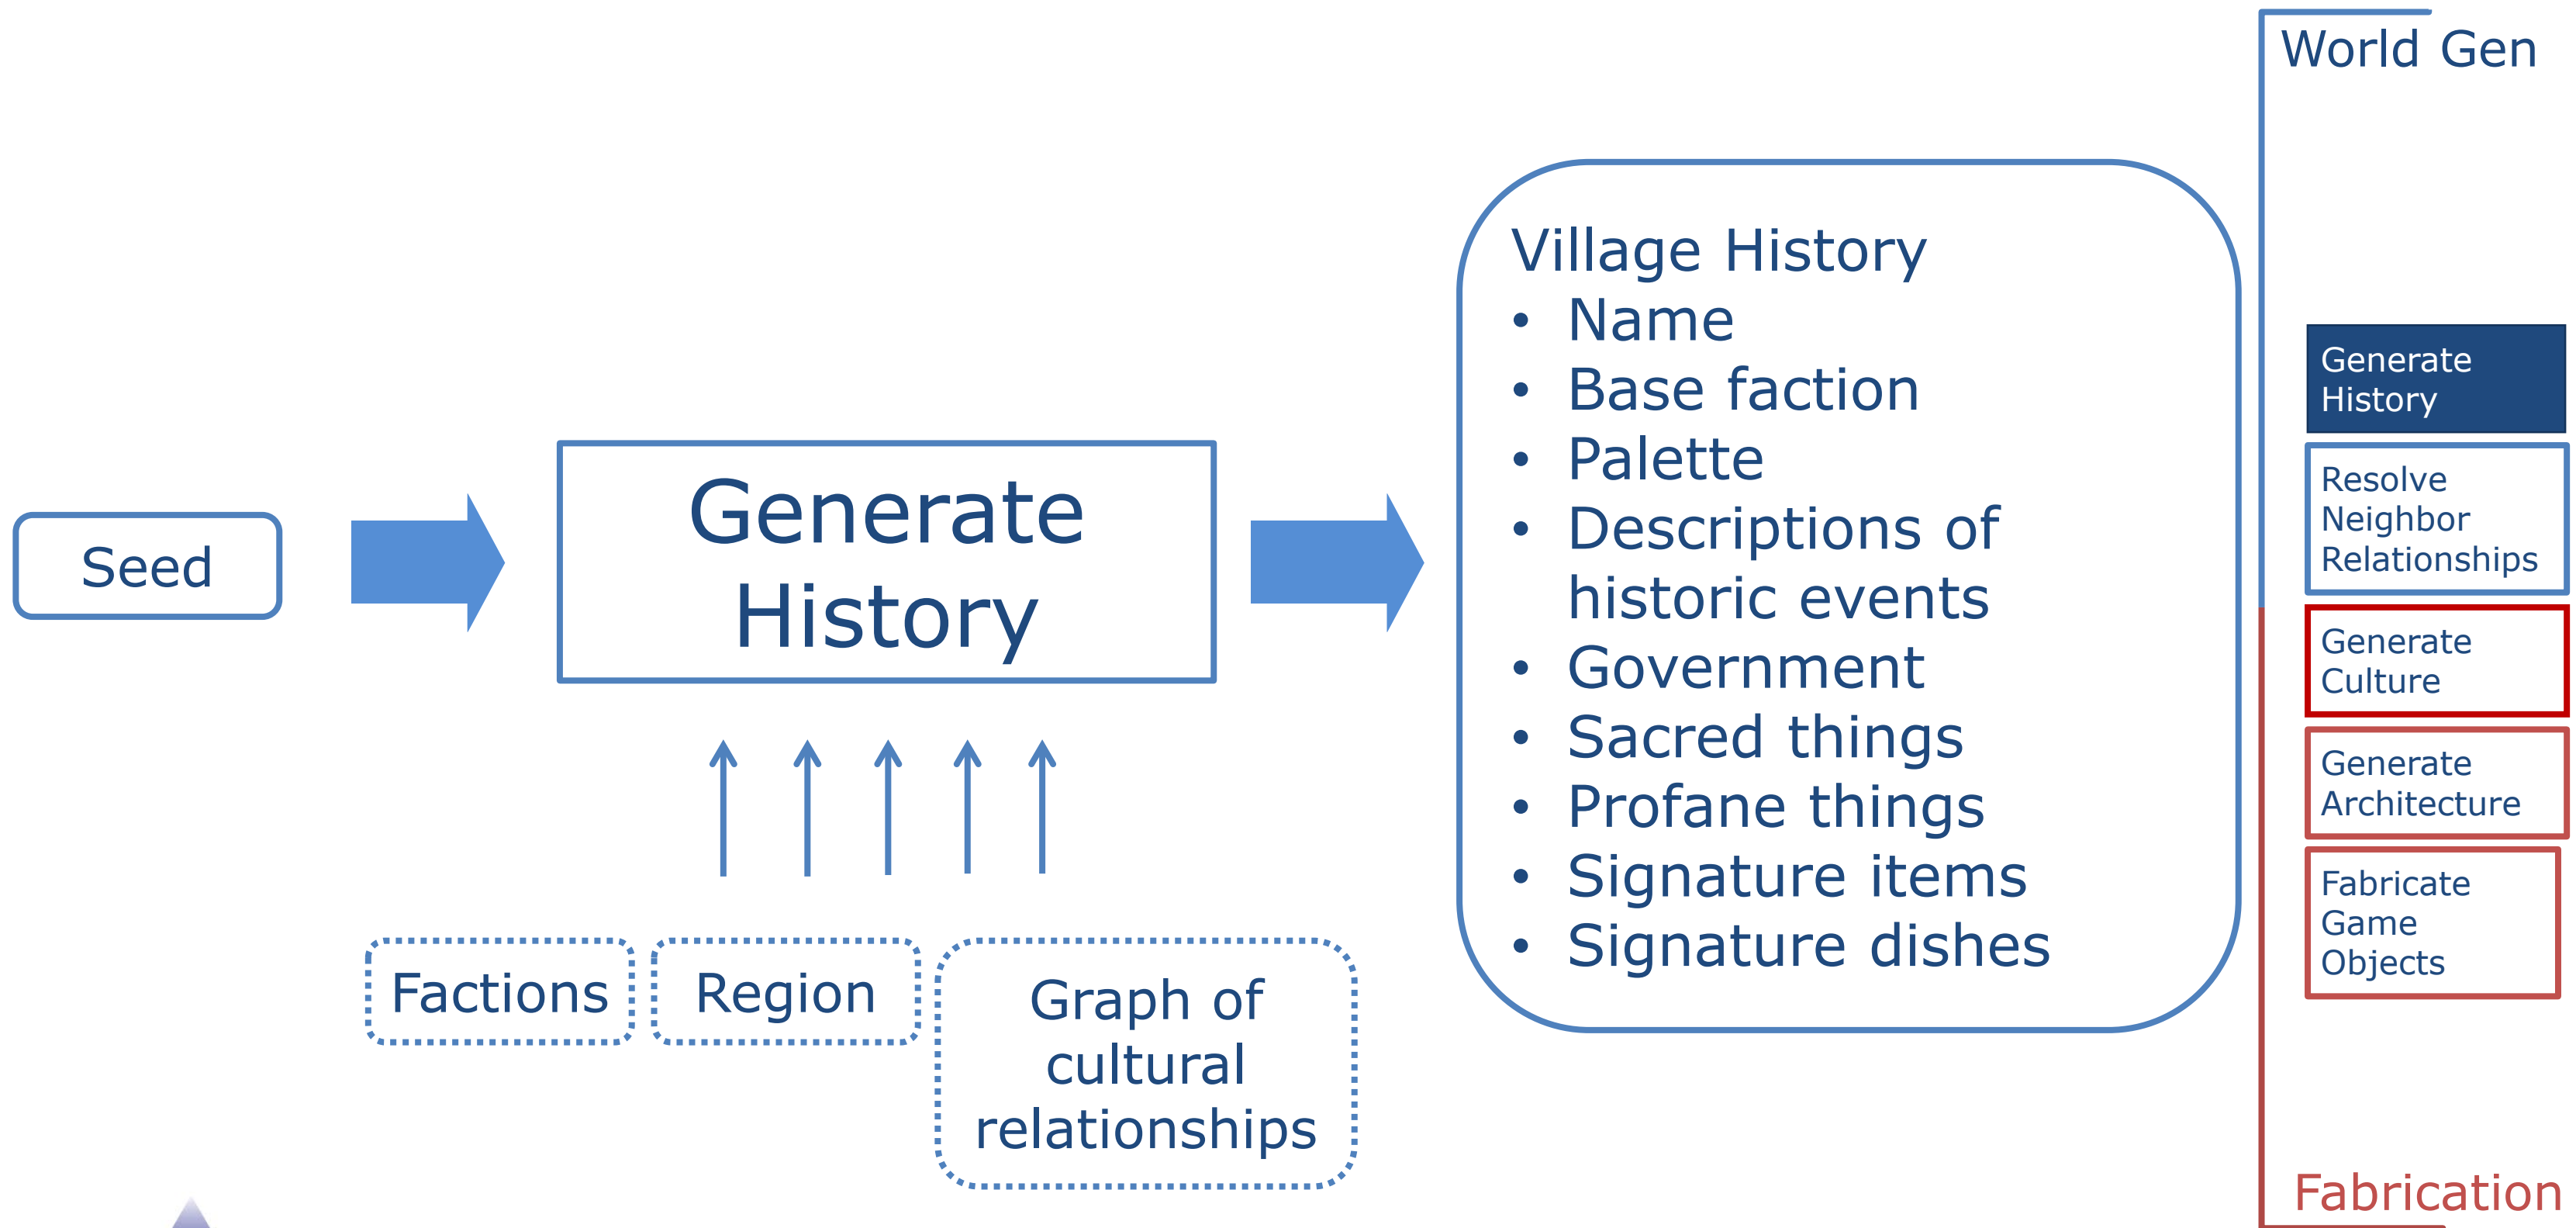 Seed
Generate
History
Factions
Region
Graph of
cultural
relationships
Village History
• Name
• Base faction
• Palette
• Descriptions of
historic events
• Government
• Sacred things
• Profane things
• Signature items
• Signature dishes
World Gen
Generate
History
Resolve
Neighbor
Relationships
Generate
Culture
Generate
Architecture
Fabricate
Game
Objects
Fabrication